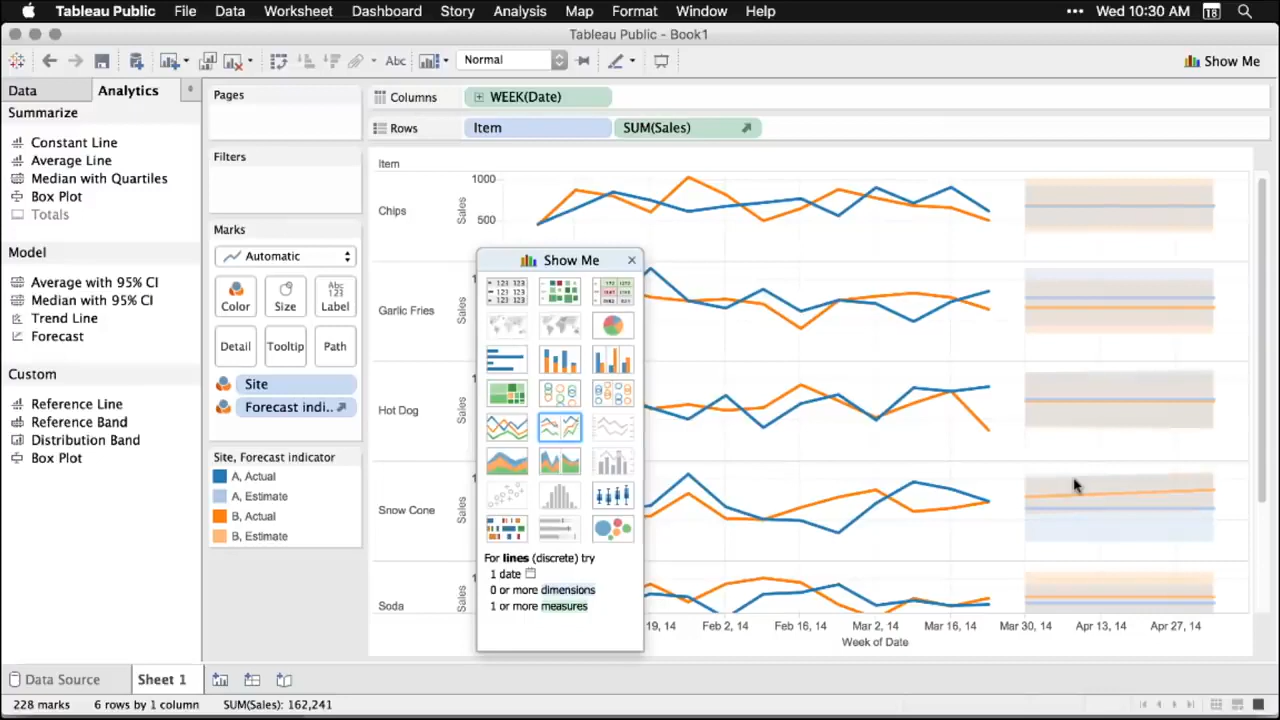 Tableau Public File Data Worksheet Dashboard Story Analysis Map Format Window Help ••• Wed 10:30 AM 18
Tableau Public - Book1
Abc Normal Show Me
Data Analytics
Summarize
Constant Line
Average Line
Median with Quartiles
Box Plot
Totals
Model
Average with 95% CI
Median with 95% CI
Trend Line
Forecast
Custom
Reference Line
Reference Band
Distribution Band
Box Plot
Pages
Filters
Marks
Automatic
Color Size Abc 123 Label
Detail Tooltip Path
Site
Forecast indi..
Site, Forecast indicator
A, Actual
A, Estimate
B, Actual
B, Estimate
Columns WEEK(Date)
Rows Item SUM(Sales)
Item
Chips Sales 1000
500
Garlic Fries Sales
Hot Dog Sales
Snow Cone Sales
Soda Sales
19, 14 Feb 2, 14 Feb 16, 14 Mar 2, 14 Mar 16, 14 Mar 30, 14 Apr 13, 14 Apr 27, 14
Week of Date
Show Me
For lines (discrete) try
1 date
0 or more dimensions
1 or more measures
Data Source Sheet 1
228 marks 6 rows by 1 column SUM(Sales): 162,241